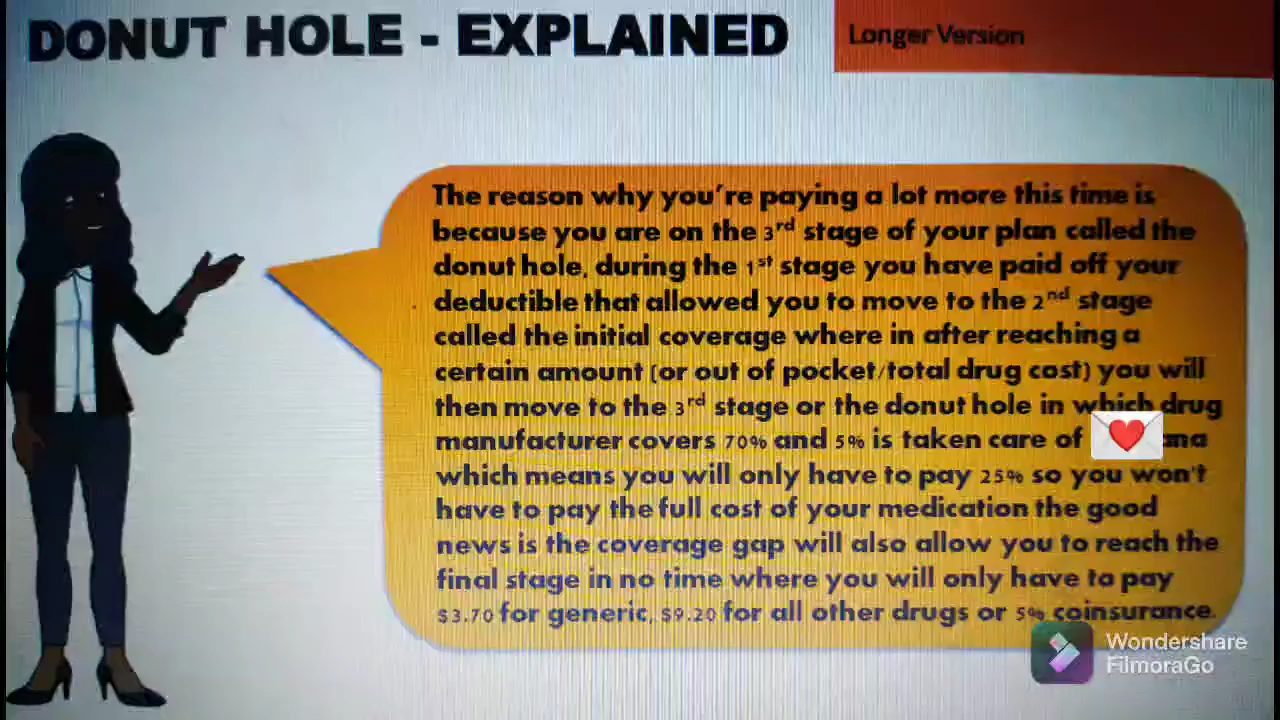 DONUT HOLE - EXPLAINED
Longer Version
The reason why you're paying a lot more this time is
because you are on the 3rd stage of your plan called the
donut hole, during the 1st stage you have paid off your
deductible that allowed you to move to the 2nd stage
called the initial coverage where in after reaching a
certain amount (or out of pocket/total drug cost) you will
then move to the 3rd stage or the donut hole in which drug
manufacturer covers 70% and 5% is taken care of
which means you will only have to pay 25% so you won't
have to pay the full cost of your medication the good
news is the coverage gap will also allow you to reach the
final stage in no time where you will only have to pay
$3.70 for generic, $9.20 for all other drugs or 5% coinsurance.
Wondershare
FilmoraGo